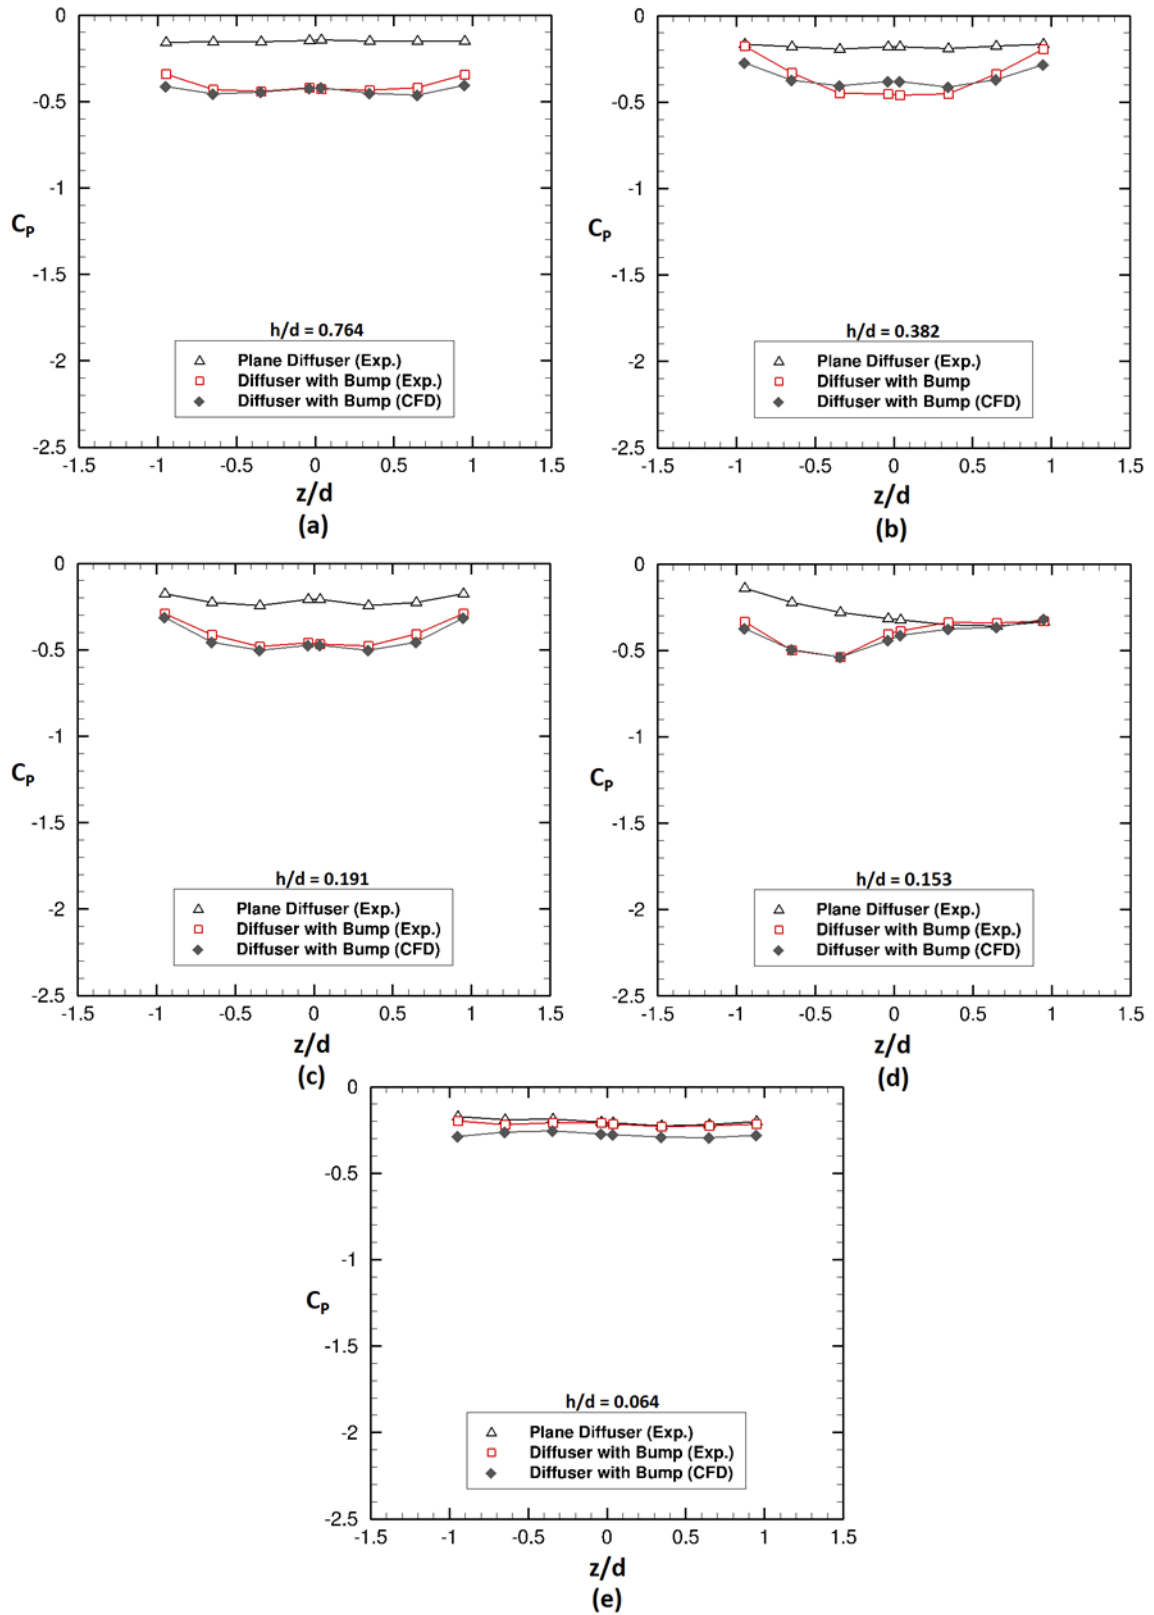 0
-0.5
-1
-1.5
-2
-2.5
CP
h/d = 0.764
Plane Diffuser (Exp.)
Diffuser with Bump (Exp.)
Diffuser with Bump (CFD)
-1.5 -1 -0.5 0 0.5 1 1.5
z/d
(a)
0
-0.5
-1
-1.5
-2
-2.5
CP
h/d = 0.382
Plane Diffuser (Exp.)
Diffuser with Bump
Diffuser with Bump (CFD)
-1.5 -1 -0.5 0 0.5 1 1.5
z/d
(b)
0
-0.5
-1
-1.5
-2
-2.5
CP
h/d = 0.191
Plane Diffuser (Exp.)
Diffuser with Bump (Exp.)
Diffuser with Bump (CFD)
-1.5 -1 -0.5 0 0.5 1 1.5
z/d
(c)
0
-0.5
-1
-1.5
-2
-2.5
CP
h/d = 0.153
Plane Diffuser (Exp.)
Diffuser with Bump (Exp.)
Diffuser with Bump (CFD)
-1.5 -1 -0.5 0 0.5 1 1.5
z/d
(d)
0
-0.5
-1
-1.5
-2
-2.5
CP
h/d = 0.064
Plane Diffuser (Exp.)
Diffuser with Bump (Exp.)
Diffuser with Bump (CFD)
-1.5 -1 -0.5 0 0.5 1 1.5
z/d
(e)